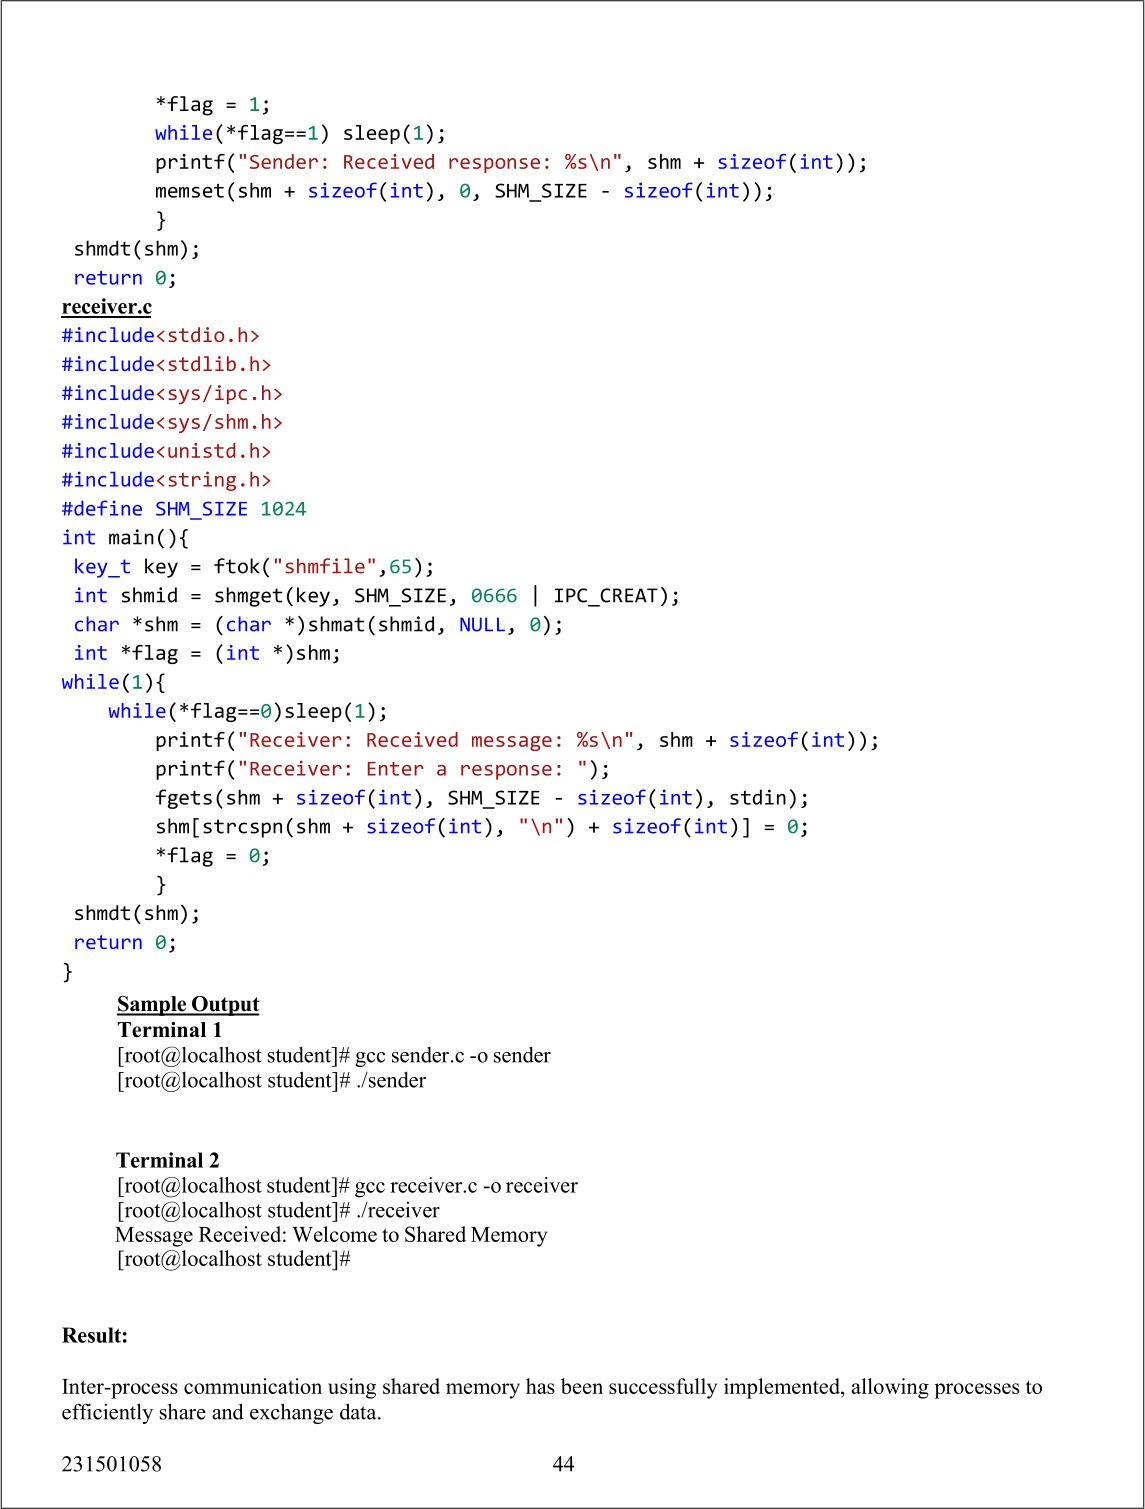 *flag = 1;
while(*flag==1) sleep(1);
printf("Sender: Received response: %s\n", shm + sizeof(int));
memset(shm + sizeof(int), 0, SHM_SIZE - sizeof(int));
}
shmdt(shm);
return 0;
receiver.c
#include<stdio.h>
#include<stdlib.h>
#include<sys/ipc.h>
#include<sys/shm.h>
#include<unistd.h>
#include<string.h>
#define SHM_SIZE 1024
int main(){
key_t key = ftok("shmfile",65);
int shmid = shmget(key, SHM_SIZE, 0666 | IPC_CREAT);
char *shm = (char *)shmat(shmid, NULL, 0);
int *flag = (int *)shm;
while(1){
while(*flag==0)sleep(1);
printf("Receiver: Received message: %s\n", shm + sizeof(int));
printf("Receiver: Enter a response: ");
fgets(shm + sizeof(int), SHM_SIZE - sizeof(int), stdin);
shm[strcspn(shm + sizeof(int), "\n") + sizeof(int)] = 0;
*flag = 0;
}
shmdt(shm);
return 0;
}
Sample Output
Terminal 1
[root@localhost student]# gcc sender.c -o sender
[root@localhost student]# ./sender
Terminal 2
[root@localhost student]# gcc receiver.c -o receiver
[root@localhost student]# ./receiver
Message Received: Welcome to Shared Memory
[root@localhost student]#
Result:
Inter-process communication using shared memory has been successfully implemented, allowing processes to
efficiently share and exchange data.
231501058 44